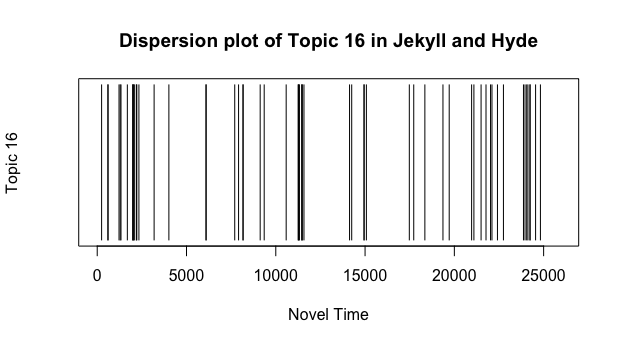 Dispersion plot of Topic 16 in Jekyll and Hyde
Topic 16
0 5000 10000 15000 20000 25000
Novel Time